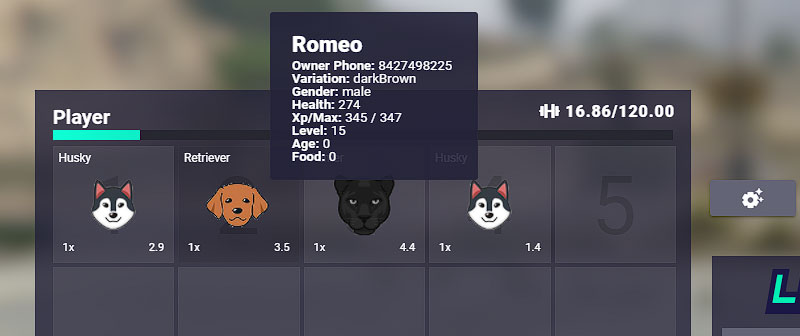 Romeo
Owner Phone: 8427498225
Variation: darkBrown
Gender: male
Health: 274
Xp/Max: 345 / 347
Level: 15
Age: 0
Food: 0
Player
16.86/120.00
Husky
Retriever
Husky
5
1x 2.9
1x 3.5
1x 4.4
1x 1.4